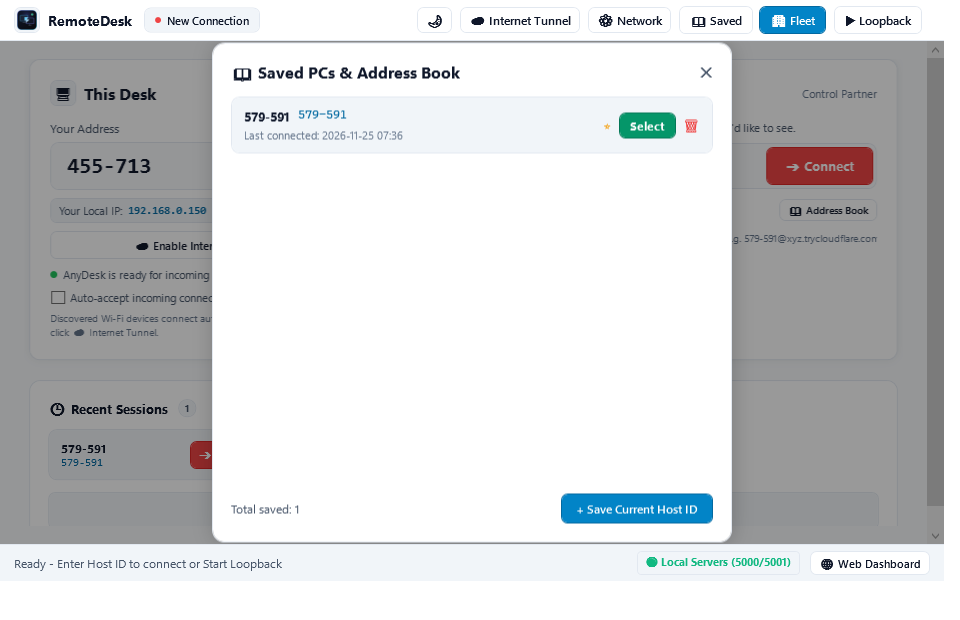 RemoteDesk
New Connection
Internet Tunnel
Network
Saved
Fleet
Loopback
This Desk
Control Partner
Your Address
'd like to see.
455-713
Connect
Your Local IP: 192.168.0.150
Address Book
Enable Inter
.g. 579-591@xyz.trycloudflare.com
AnyDesk is ready for incoming
Auto-accept incoming connec
Discovered Wi-Fi devices connect au
click Internet Tunnel.
Recent Sessions 1
579-591
579-591
Saved PCs & Address Book
579-591 579-591
Last connected: 2026-11-25 07:36
Select
Total saved: 1
+ Save Current Host ID
Ready - Enter Host ID to connect or Start Loopback
Local Servers (5000/5001)
Web Dashboard